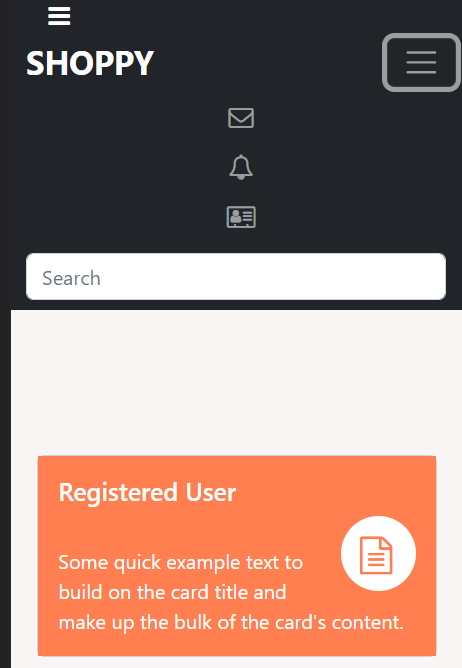 SHOPPY
Search
Registered User
Some quick example text to
build on the card title and
make up the bulk of the card's content.